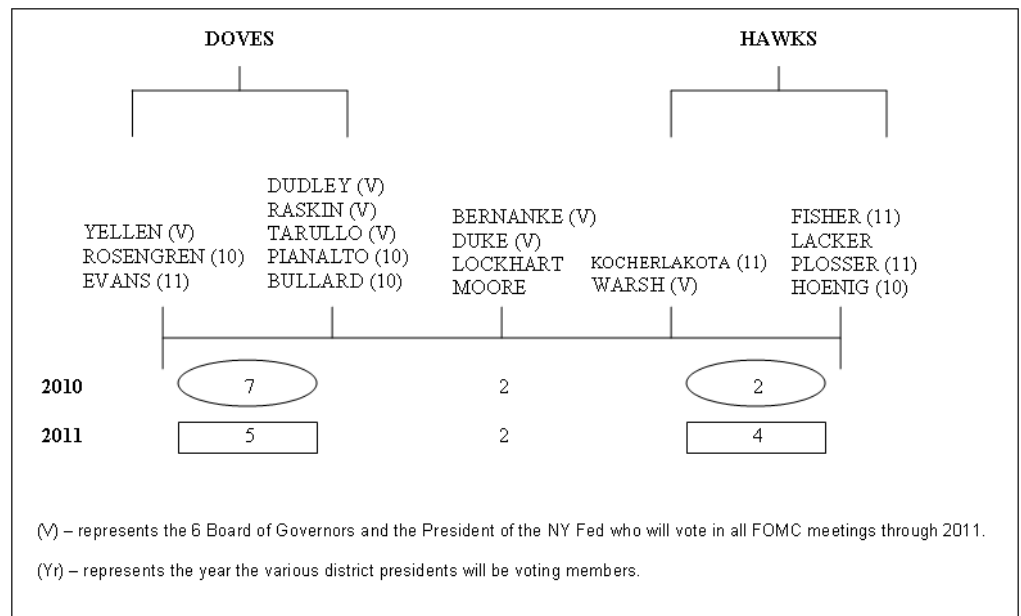 DOVES
HAWKS
YELLEN (V)
ROSENGREN (10)
EVANS (11)
DUDLEY (V)
RASKIN (V)
TARULLO (V)
PIANALTO (10)
BULLARD (10)
BERNANKE (V)
DUKE (V)
LOCKHART
MOORE
KOCHERLAKOTA (11)
WARSH (V)
FISHER (11)
LACKER
PLOSSER (11)
HOENIG (10)
2010 7 2 2
2011 5 2 4
(V) – represents the 6 Board of Governors and the President of the NY Fed who will vote in all FOMC meetings through 2011.
(Yr) – represents the year the various district presidents will be voting members.